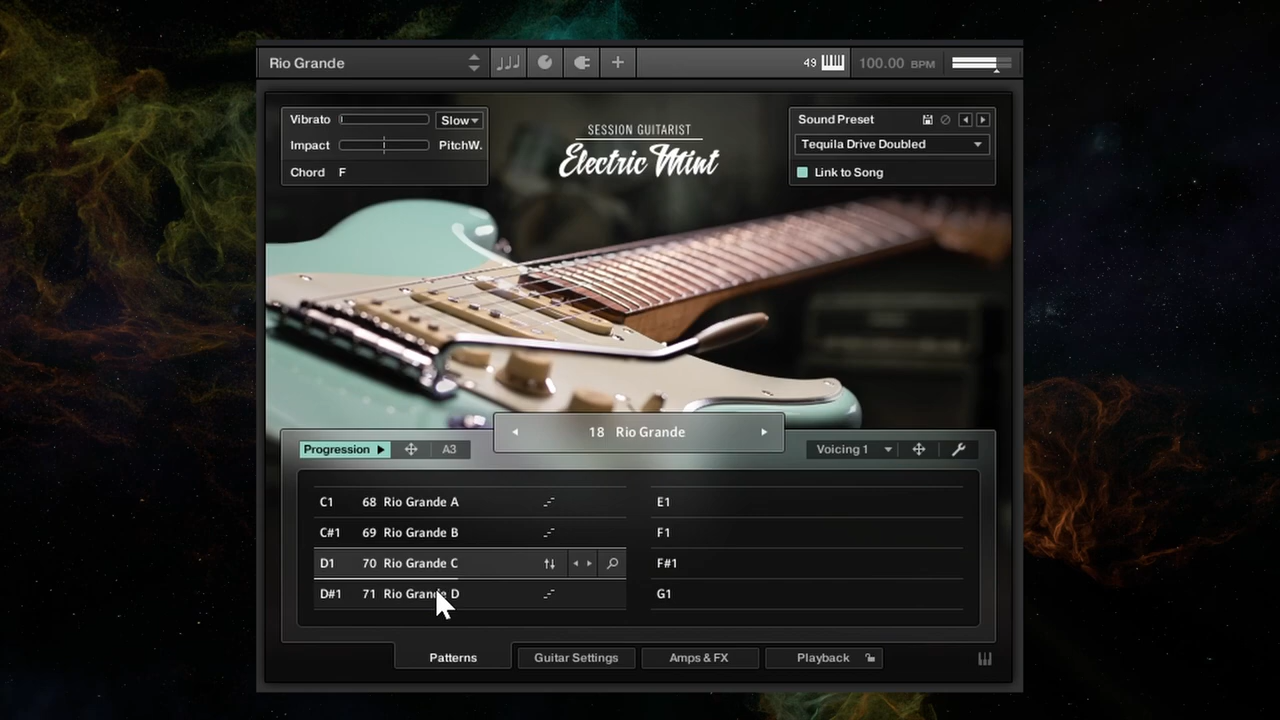 Rio Grande
49
100.00 BPM
Vibrato
Slow
Impact
PitchW.
Chord F
SESSION GUITARIST
Electric Mint
Sound Preset
Tequila Drive Doubled
Link to Song
18 Rio Grande
Progression
A3
Voicing 1
C1 68 Rio Grande A
E1
C#1 69 Rio Grande B
F1
D1 70 Rio Grande C
F#1
D#1 71 Rio Grande D
G1
Patterns
Guitar Settings
Amps & FX
Playback